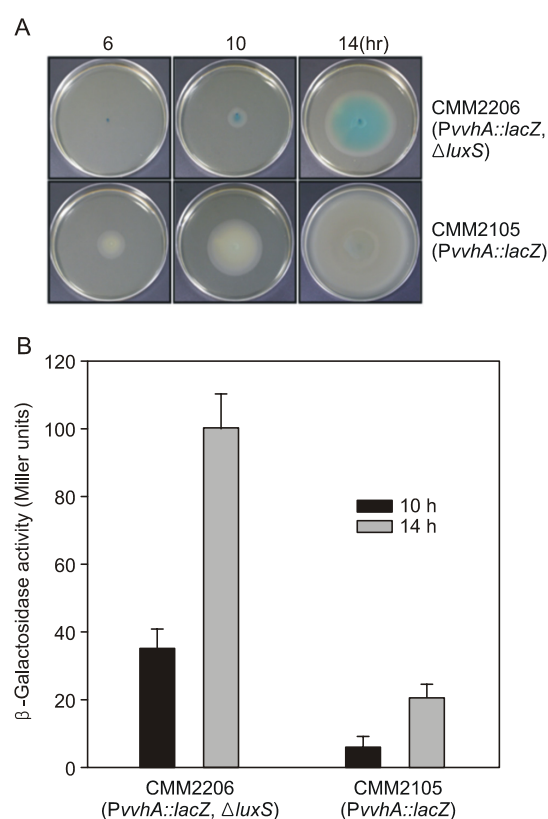 A
6 10 14(hr)
CMM2206
(PvvhA::lacZ,
ΔluxS)
CMM2105
(PvvhA::lacZ)
B
β-Galactosidase activity (Miller units)
120
100
80
60
40
20
0
10 h
14 h
CMM2206
(PvvhA::lacZ, ΔluxS)
CMM2105
(PvvhA::lacZ)